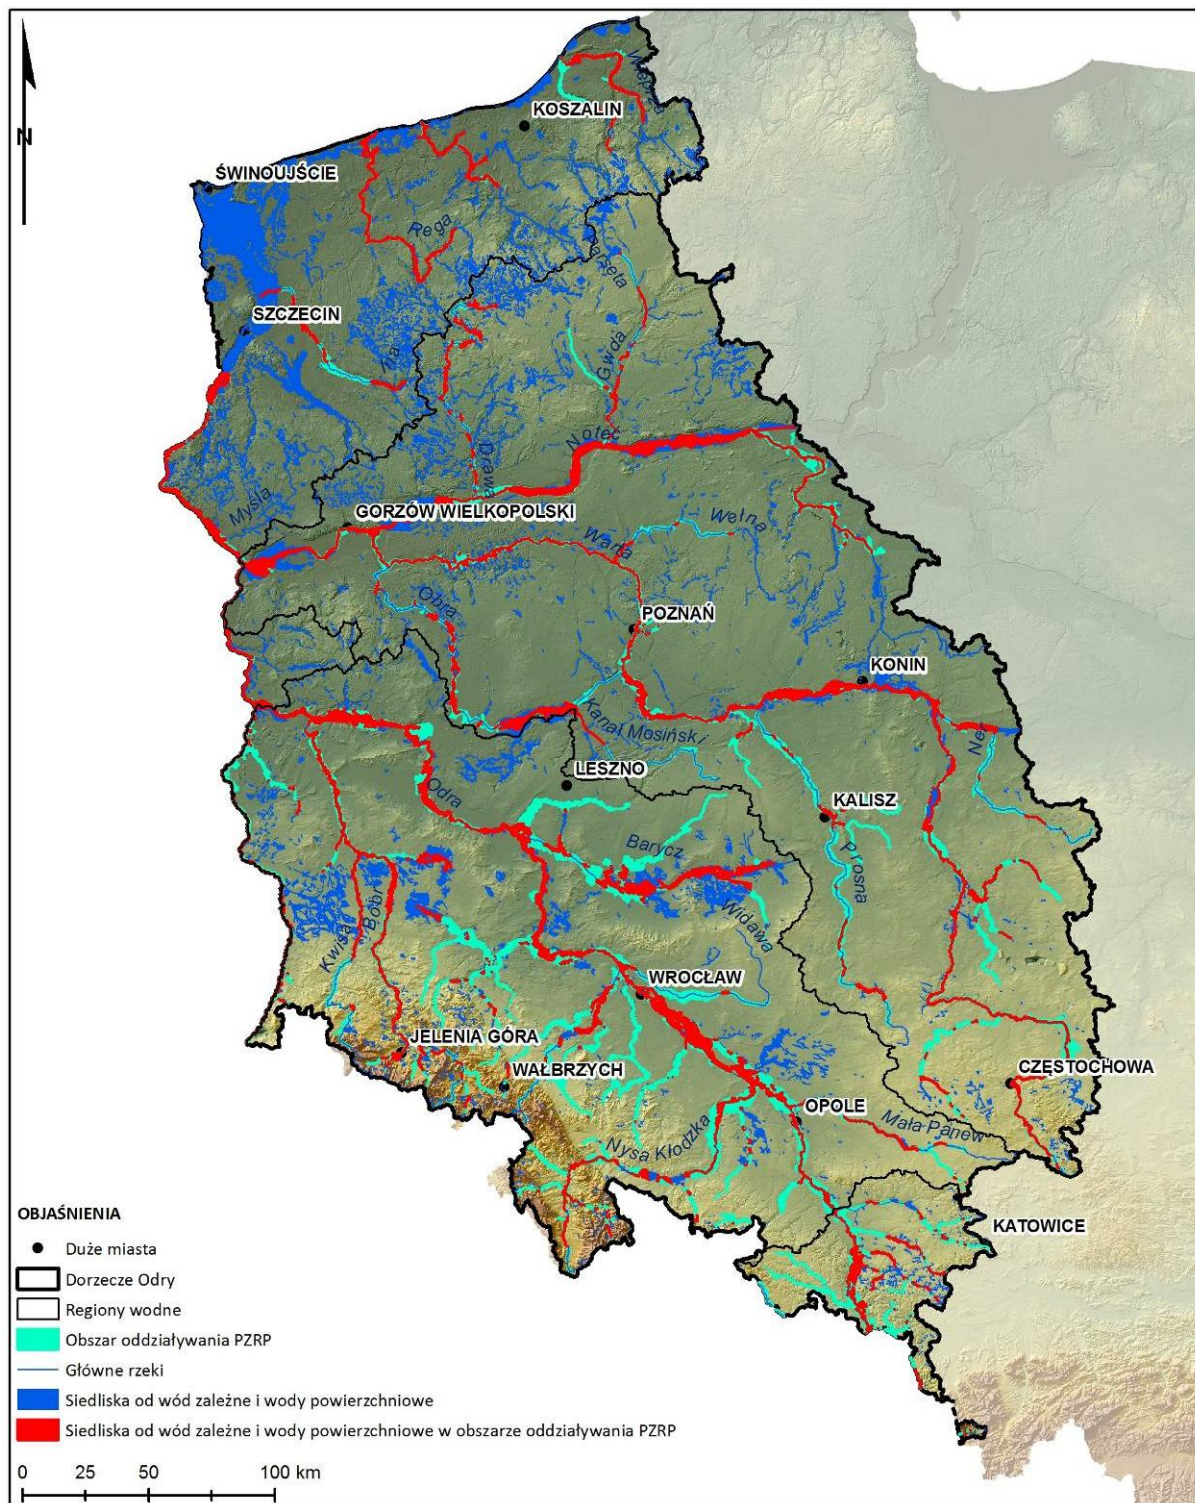 Wieprza
KOSZALIN
N
ŚWINOUJŚCIE
Rega
Parsęta
SZCZECIN
Ina
Gwda
Noteć
Drawa
Myśla
GORZÓW WIELKOPOLSKI
Wełna
Warta
Obra
POZNAŃ
KONIN
Kanał Mosiński
Ner
LESZNO
Odra
KALISZ
Barycz
Prosna
Widawa
Bóbr
Kwisa
WROCŁAW
JELENIA GÓRA
WAŁBRZYCH
CZĘSTOCHOWA
OPOLE
Mała Panew
Nysa Kłodzka
KATOWICE
OBJAŚNIENIA
Duże miasta
Dorzecze Odry
Regiony wodne
Obszar oddziaływania PZRP
Główne rzeki
Siedliska od wód zależne i wody powierzchniowe
Siedliska od wód zależne i wody powierzchniowe w obszarze oddziaływania PZRP
0 25 50 100 km